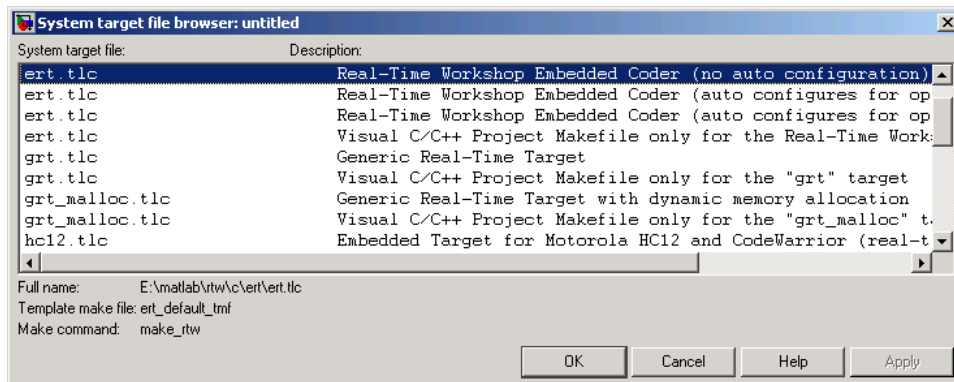 System target file browser: untitled
System target file: Description:
ert.tlc Real-Time Workshop Embedded Coder (no auto configuration)
ert.tlc Real-Time Workshop Embedded Coder (auto configures for op
ert.tlc Real-Time Workshop Embedded Coder (auto configures for op
ert.tlc Visual C/C++ Project Makefile only for the Real-Time Works
grt.tlc Generic Real-Time Target
grt.tlc Visual C/C++ Project Makefile only for the "grt" target
grt_malloc.tlc Generic Real-Time Target with dynamic memory allocation
grt_malloc.tlc Visual C/C++ Project Makefile only for the "grt_malloc" t
hc12.tlc Embedded Target for Motorola HC12 and CodeWarrior (real-t
Full name: E:\matlab\rtw\c\ert\ert.tlc
Template make file: ert_default_tmf
Make command: make_rtw
OK Cancel Help Apply